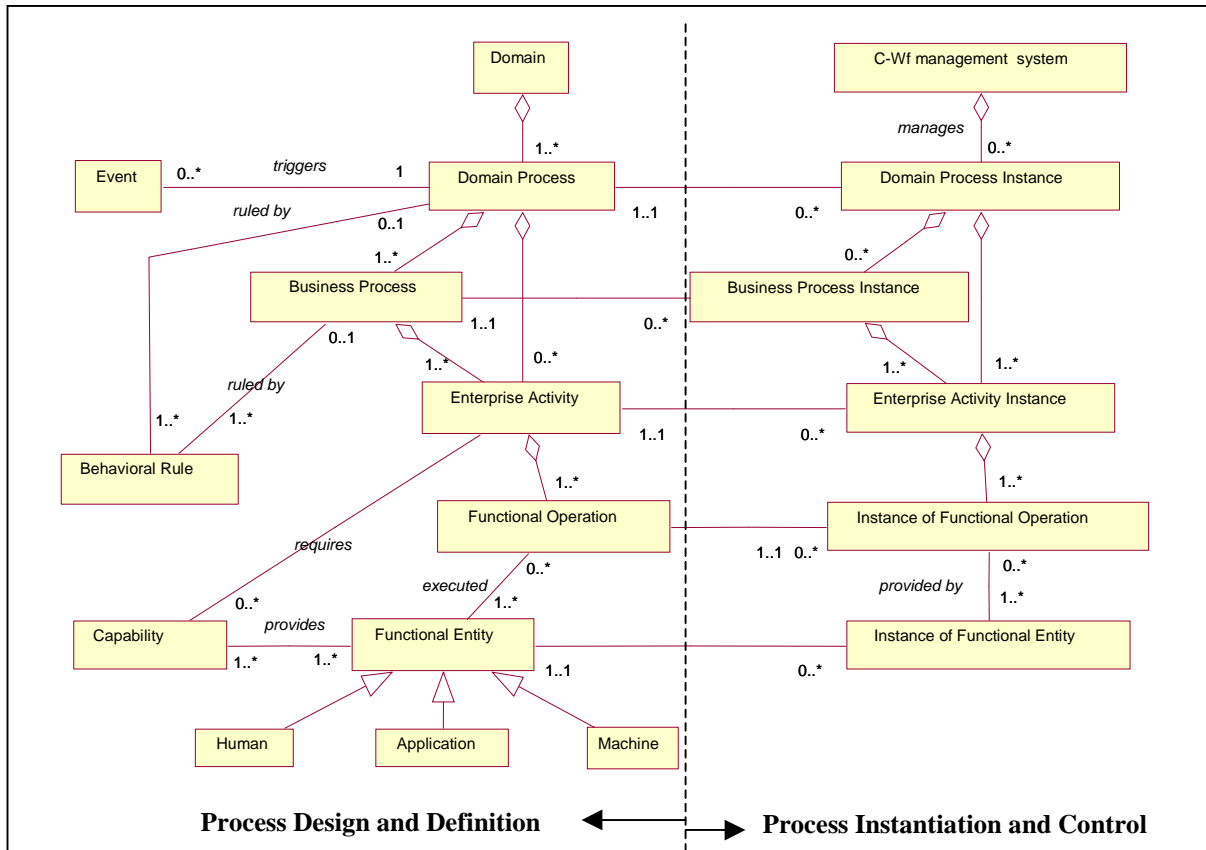 Domain
C-Wf management system
manages
1..*
0..*
Event
0..*
triggers
1
Domain Process
Domain Process Instance
ruled by
0..1
1..1
0..*
1..*
0..*
Business Process
Business Process Instance
0..1
1..1
0..*
1..*
0..*
1..*
1..*
ruled by
Enterprise Activity
Enterprise Activity Instance
1..*
1..*
1..1
0..*
Behavioral Rule
1..*
1..*
Functional Operation
Instance of Functional Operation
requires
1..1
0..*
0..*
0..*
executed
provided by
0..*
1..*
1..*
Capability
provides
Functional Entity
Instance of Functional Entity
1..*
1..*
1..1
0..*
Human
Application
Machine
Process Design and Definition
Process Instantiation and Control